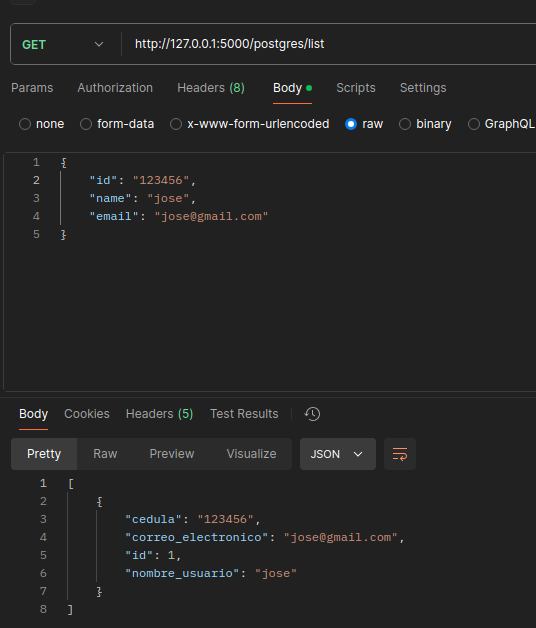 GET http://127.0.0.1:5000/postgres/list
Params Authorization Headers (8) Body Scripts Settings
none form-data x-www-form-urlencoded raw binary GraphQL
1 {
2 "id": "123456",
3 "name": "jose",
4 "email": "jose@gmail.com"
5 }
Body Cookies Headers (5) Test Results
Pretty Raw Preview Visualize JSON
1 [
2 {
3 "cedula": "123456",
4 "correo_electronico": "jose@gmail.com",
5 "id": 1,
6 "nombre_usuario": "jose"
7 }
8 ]